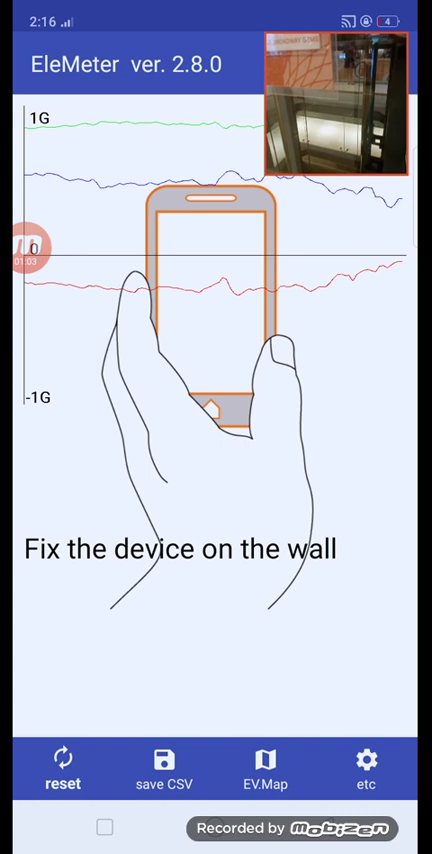 2:16
4
EleMeter ver. 2.8.0
1G
0
01:03
-1G
Fix the device on the wall
reset
save CSV
EV.Map
etc
Recorded by mobizen